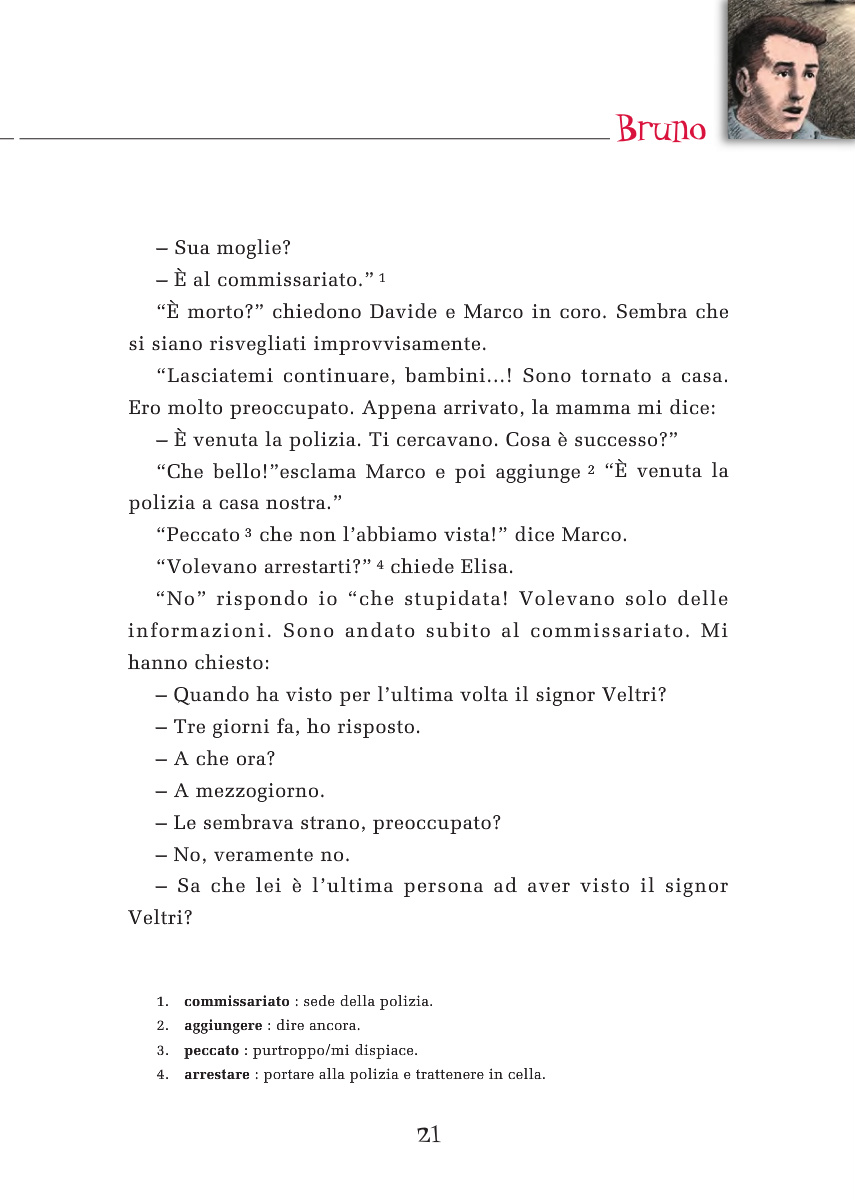 Bruno
– Sua moglie?
– È al commissariato.” 1
“È morto?” chiedono Davide e Marco in coro. Sembra che
si siano risvegliati improvvisamente.
“Lasciatemi continuare, bambini...! Sono tornato a casa.
Ero molto preoccupato. Appena arrivato, la mamma mi dice:
– È venuta la polizia. Ti cercavano. Cosa è successo?”
“Che bello!”esclama Marco e poi aggiunge 2 “È venuta la
polizia a casa nostra.”
“Peccato 3 che non l’abbiamo vista!” dice Marco.
“Volevano arrestarti?” 4 chiede Elisa.
“No” rispondo io “che stupidata! Volevano solo delle
informazioni. Sono andato subito al commissariato. Mi
hanno chiesto:
– Quando ha visto per l’ultima volta il signor Veltri?
– Tre giorni fa, ho risposto.
– A che ora?
– A mezzogiorno.
– Le sembrava strano, preoccupato?
– No, veramente no.
– Sa che lei è l’ultima persona ad aver visto il signor
Veltri?
1. commissariato : sede della polizia.
2. aggiungere : dire ancora.
3. peccato : purtroppo/mi dispiace.
4. arrestare : portare alla polizia e trattenere in cella.
21